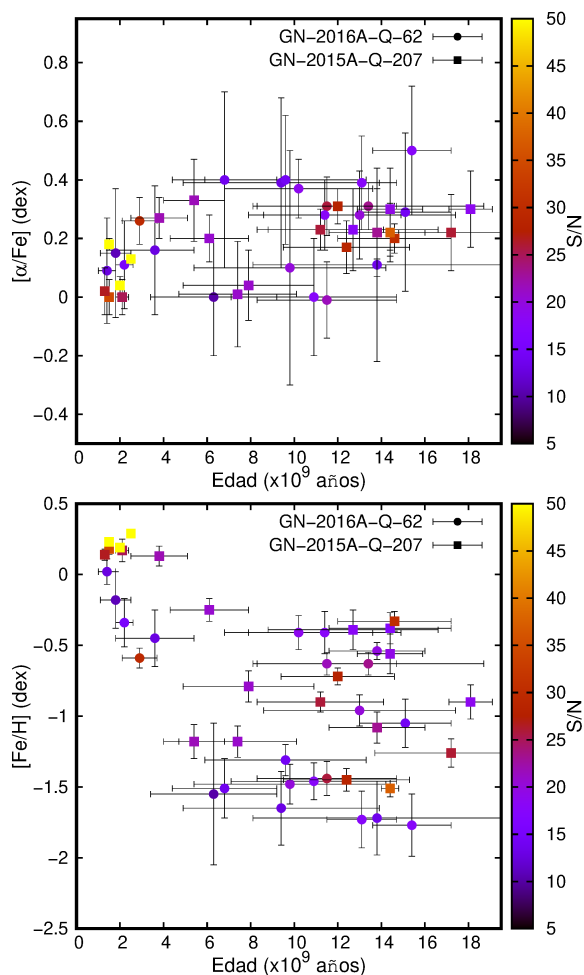 GN-2016A-Q-62
GN-2015A-Q-207
[α/Fe] (dex)
0.8
0.6
0.4
0.2
0
-0.2
-0.4
0 2 4 6 8 10 12 14 16 18
Edad (x10⁹ años)
50
45
40
35
30
25
20
15
10
5
S/N
GN-2016A-Q-62
GN-2015A-Q-207
[Fe/H] (dex)
0.5
0
-0.5
-1
-1.5
-2
-2.5
0 2 4 6 8 10 12 14 16 18
Edad (x10⁹ años)
50
45
40
35
30
25
20
15
10
5
S/N